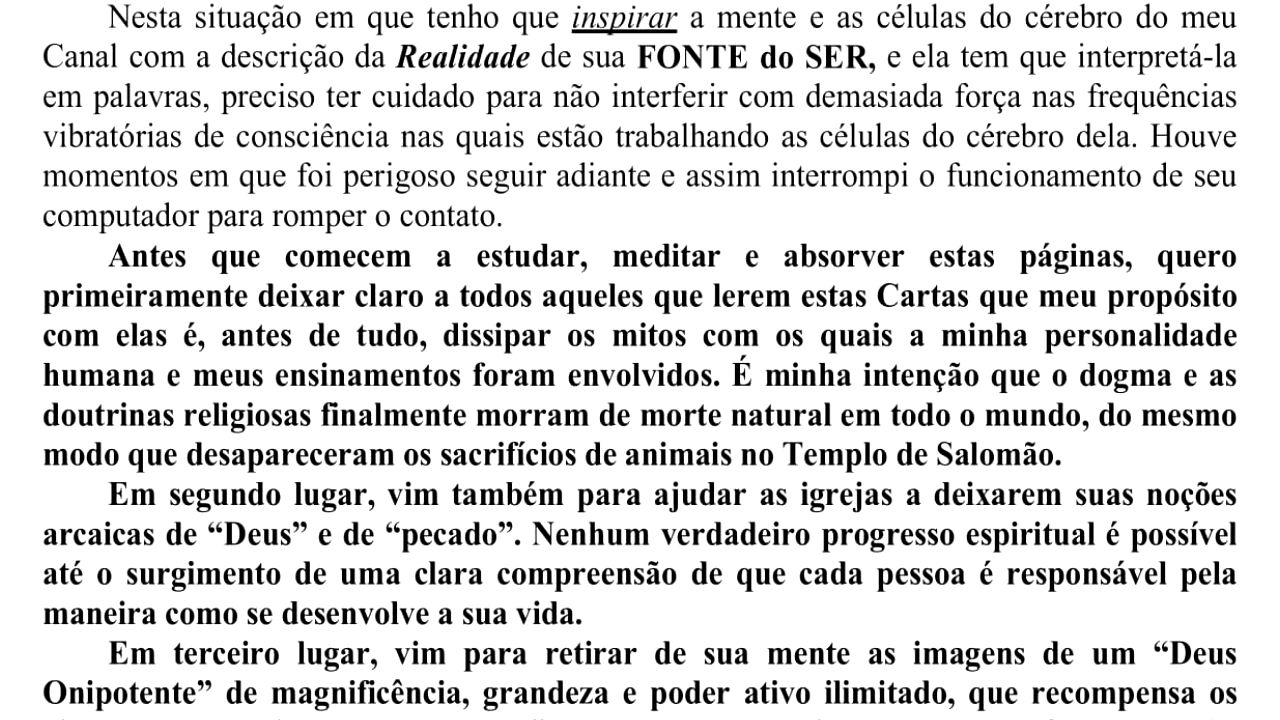 Nesta situação em que tenho que inspirar a mente e as células do cérebro do meu
Canal com a descrição da Realidade de sua FONTE do SER, e ela tem que interpretá-la
em palavras, preciso ter cuidado para não interferir com demasiada força nas frequências
vibratórias de consciência nas quais estão trabalhando as células do cérebro dela. Houve
momentos em que foi perigoso seguir adiante e assim interrompi o funcionamento de seu
computador para romper o contato.
Antes que comecem a estudar, meditar e absorver estas páginas, quero
primeiramente deixar claro a todos aqueles que lerem estas Cartas que meu propósito
com elas é, antes de tudo, dissipar os mitos com os quais a minha personalidade
humana e meus ensinamentos foram envolvidos. É minha intenção que o dogma e as
doutrinas religiosas finalmente morram de morte natural em todo o mundo, do mesmo
modo que desapareceram os sacrifícios de animais no Templo de Salomão.
Em segundo lugar, vim também para ajudar as igrejas a deixarem suas noções
arcaicas de “Deus” e de “pecado”. Nenhum verdadeiro progresso espiritual é possível
até o surgimento de uma clara compreensão de que cada pessoa é responsável pela
maneira como se desenvolve a sua vida.
Em terceiro lugar, vim para retirar de sua mente as imagens de um “Deus
Onipotente” de magnificência, grandeza e poder ativo ilimitado, que recompensa os